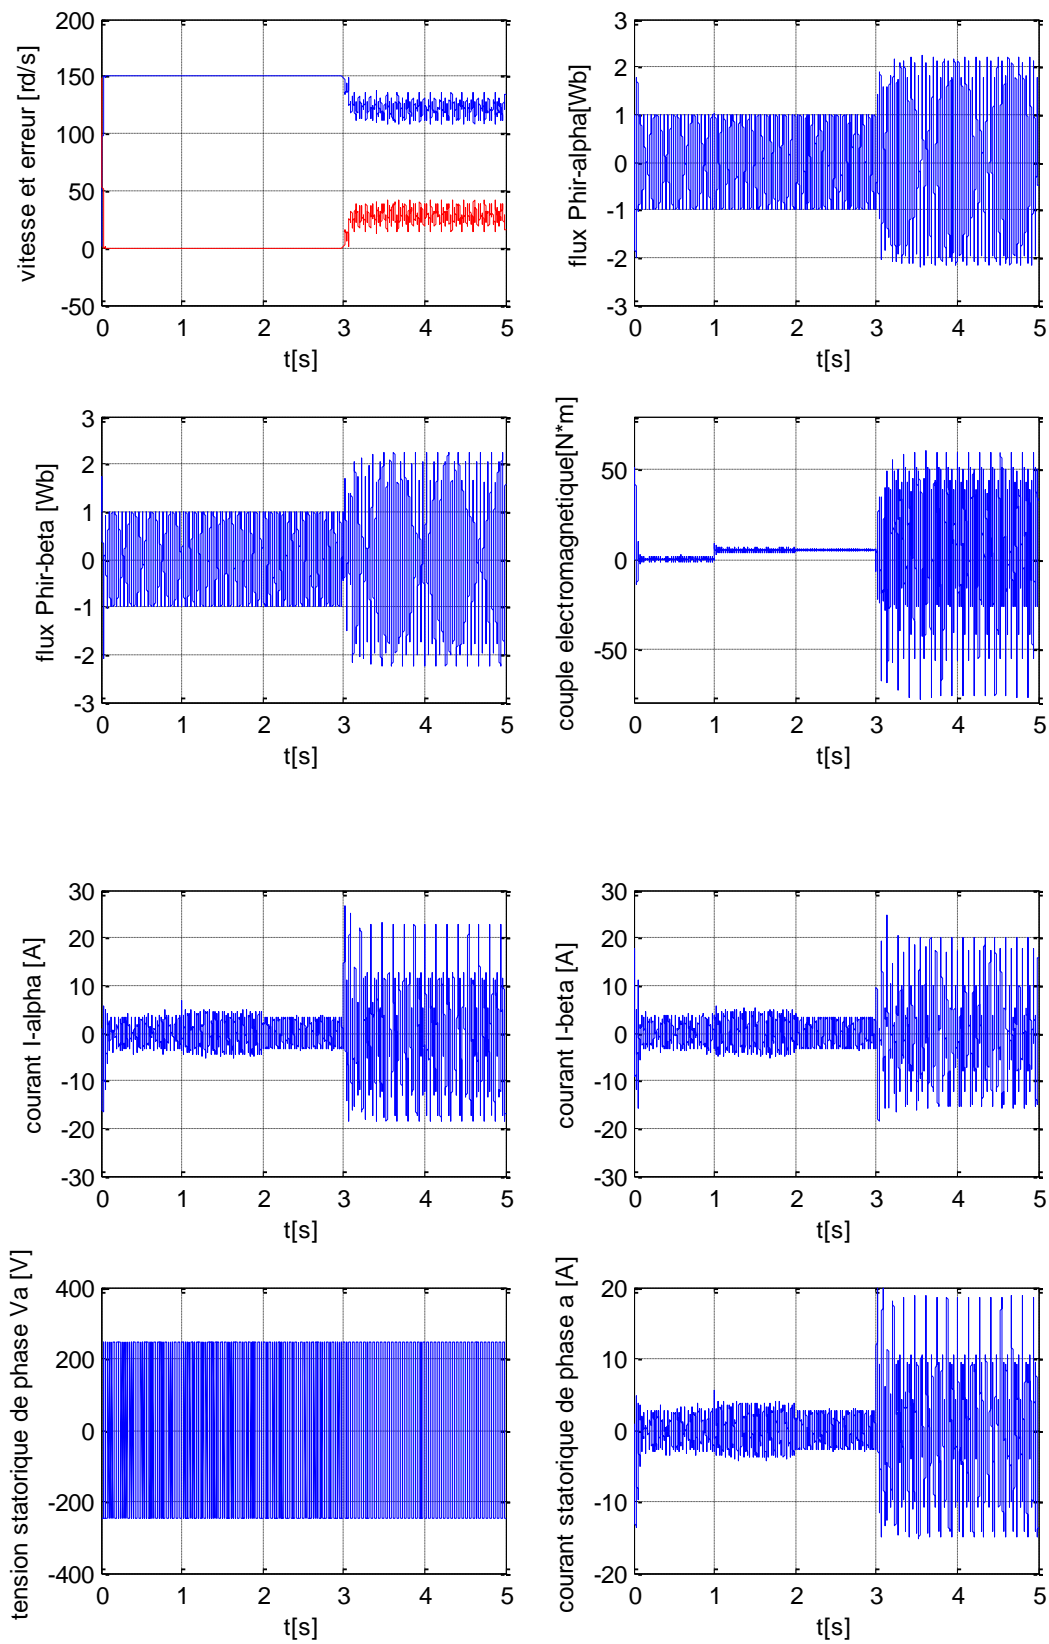 vitesse et erreur [rd/s]
200
150
100
50
0
-50
0 1 2 3 4 5
t[s]
flux Phir-alpha[Wb]
3
2
1
0
-1
-2
-3
0 1 2 3 4 5
t[s]
flux Phir-beta [Wb]
3
2
1
0
-1
-2
-3
0 1 2 3 4 5
t[s]
couple electromagnetique[N*m]
50
0
-50
0 1 2 3 4 5
t[s]
courant I-alpha [A]
30
20
10
0
-10
-20
-30
0 1 2 3 4 5
t[s]
courant I-beta [A]
30
20
10
0
-10
-20
-30
0 1 2 3 4 5
t[s]
tension statorique de phase Va [V]
400
200
0
-200
-400
0 1 2 3 4 5
t[s]
courant statorique de phase a [A]
20
10
0
-10
-20
0 1 2 3 4 5
t[s]